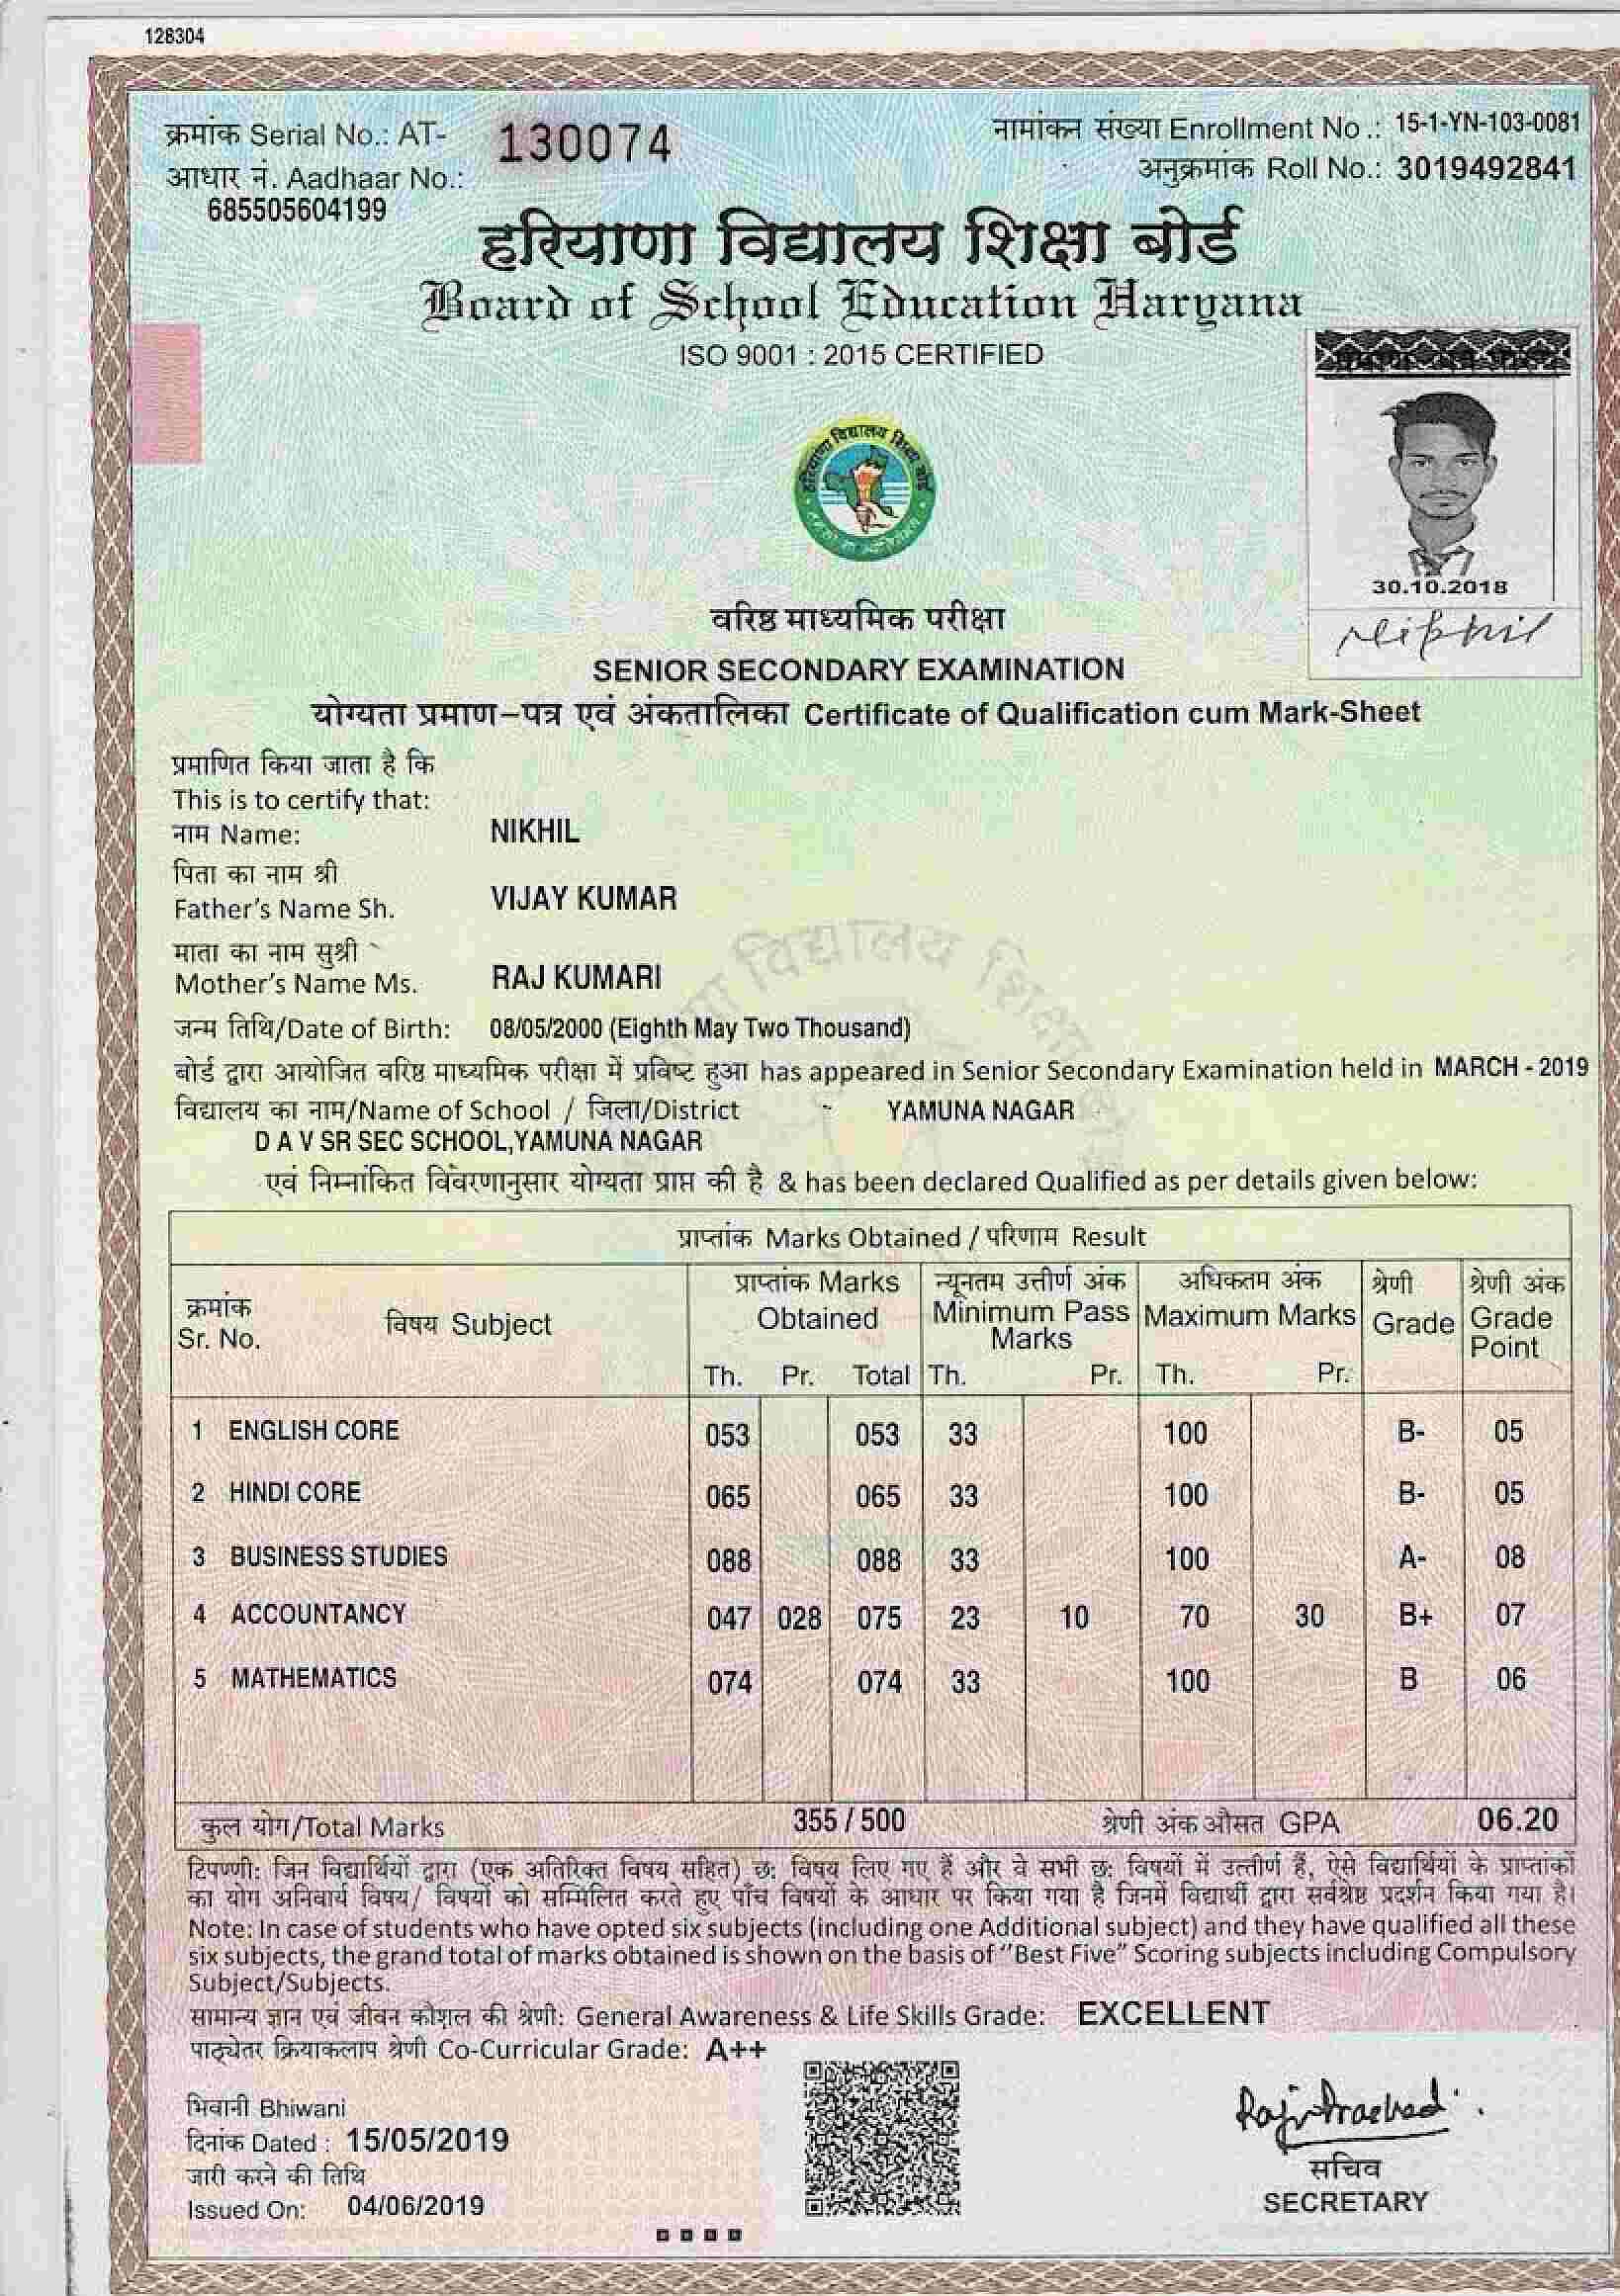 128304
क्रमांक Serial No.: AT- 130074
नामांकन संख्या Enrollment No .: 15-1-YN-103-0081
आधार नं. Aadhaar No.:
685505604199
अनुक्रमांक Roll No.: 3019492841
हरियाणा विद्यालय शिक्षा बोर्ड
Board of School Education Haryana
ISO 9001 : 2015 CERTIFIED
हरियाणा विद्यालय शिक्षा बोर्ड
30.10.2018
Nikhil
वरिष्ठ माध्यमिक परीक्षा
SENIOR SECONDARY EXAMINATION
योग्यता प्रमाण–पत्र एवं अंकतालिका Certificate of Qualification cum Mark-Sheet
प्रमाणित किया जाता है कि
This is to certify that:
नाम Name: NIKHIL
पिता का नाम श्री
Father's Name Sh. VIJAY KUMAR
माता का नाम सुश्री
Mother's Name Ms. RAJ KUMARI
जन्म तिथि/Date of Birth: 08/05/2000 (Eighth May Two Thousand)
बोर्ड द्वारा आयोजित वरिष्ठ माध्यमिक परीक्षा में प्रविष्ट हुआ has appeared in Senior Secondary Examination held in MARCH - 2019
विद्यालय का नाम/Name of School / जिला/District YAMUNA NAGAR
D A V SR SEC SCHOOL,YAMUNA NAGAR
एवं निम्नांकित विवरणानुसार योग्यता प्राप्त की है & has been declared Qualified as per details given below:
प्राप्तांक Marks Obtained / परिणाम Result
क्रमांक Sr. No. विषय Subject प्राप्तांक Marks Obtained न्यूनतम उत्तीर्ण अंक Minimum Pass Marks अधिकतम अंक Maximum Marks श्रेणी Grade श्रेणी अंक Grade Point
Th. Pr. Total Th. Pr. Th. Pr.
1 ENGLISH CORE 053 053 33 100 B- 05
2 HINDI CORE 065 065 33 100 B- 05
3 BUSINESS STUDIES 088 088 33 100 A- 08
4 ACCOUNTANCY 047 028 075 23 10 70 30 B+ 07
5 MATHEMATICS 074 074 33 100 B 06
कुल योग/Total Marks 355 / 500 श्रेणी अंक औसत GPA 06.20
टिपण्णी: जिन विद्यार्थियों द्वारा (एक अतिरिक्त विषय सहित) छः विषय लिए गए हैं और वे सभी छः विषयों में उत्तीर्ण हैं, ऐसे विद्यार्थियों के प्राप्तांकों
का योग अनिवार्य विषय/ विषयों को सम्मिलित करते हुए पाँच विषयों के आधार पर किया गया है जिनमें विद्यार्थी द्वारा सर्वश्रेष्ठ प्रदर्शन किया गया है।
Note: In case of students who have opted six subjects (including one Additional subject) and they have qualified all these
six subjects, the grand total of marks obtained is shown on the basis of "Best Five" Scoring subjects including Compulsory
Subject/Subjects.
सामान्य ज्ञान एवं जीवन कौशल की श्रेणी: General Awareness & Life Skills Grade: EXCELLENT
पाठ्येतर क्रियाकलाप श्रेणी Co-Curricular Grade: A++
भिवानी Bhiwani
दिनांक Dated : 15/05/2019
जारी करने की तिथि
Issued On: 04/06/2019
सचिव
SECRETARY